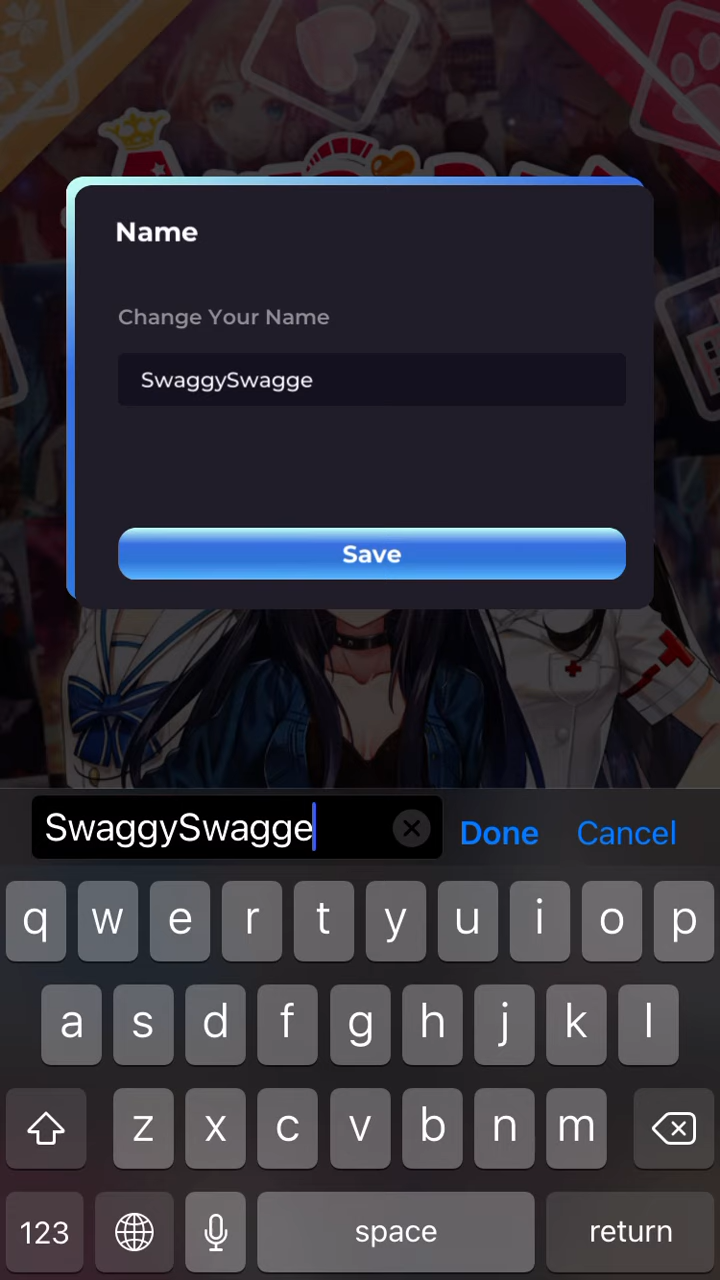 Name
Change Your Name
SwaggySwagge
Save
SwaggySwagge Done Cancel
q w e r t y u i o p
a s d f g h j k l
z x c v b n m
123 space return